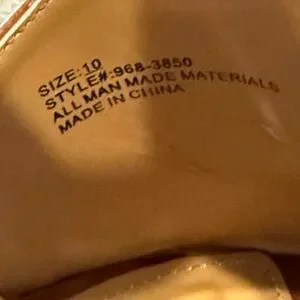 SIZE:10
STYLE#:968-3850
ALL MAN MADE MATERIALS
MADE IN CHINA